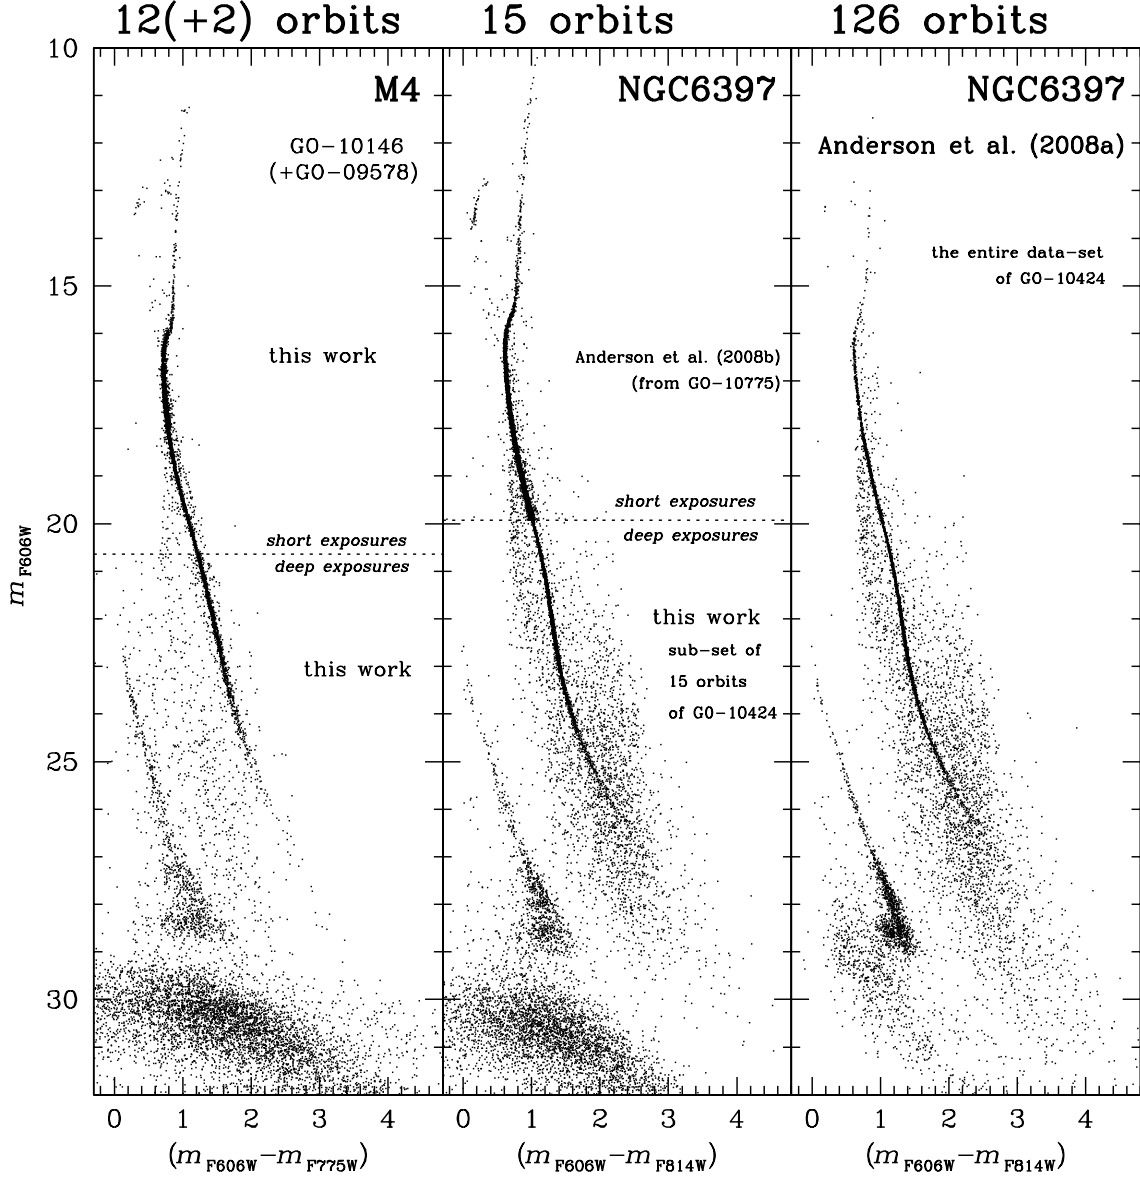 12(+2) orbits
15 orbits
126 orbits
M4
GO-10146
(+GO-09578)
this work
short exposures
deep exposures
this work
NGC6397
Anderson et al. (2008b)
(from GO-10775)
short exposures
deep exposures
this work
sub-set of
15 orbits
of GO-10424
NGC6397
Anderson et al. (2008a)
the entire data-set
of GO-10424
m F606W
10
15
20
25
30
0 1 2 3 4
0 1 2 3 4
0 1 2 3 4
(m F606W-m F775W)
(m F606W-m F814W)
(m F606W-m F814W)